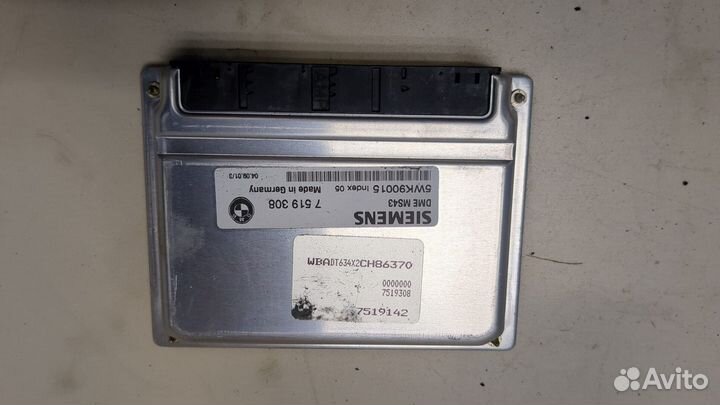 SIEMENS
DME MS43
5WK90015 Index 05
Made in Germany
7 519 308
04.09.01/3
WBADT634X2CH86370
0000000
7519308
7519142
Avito